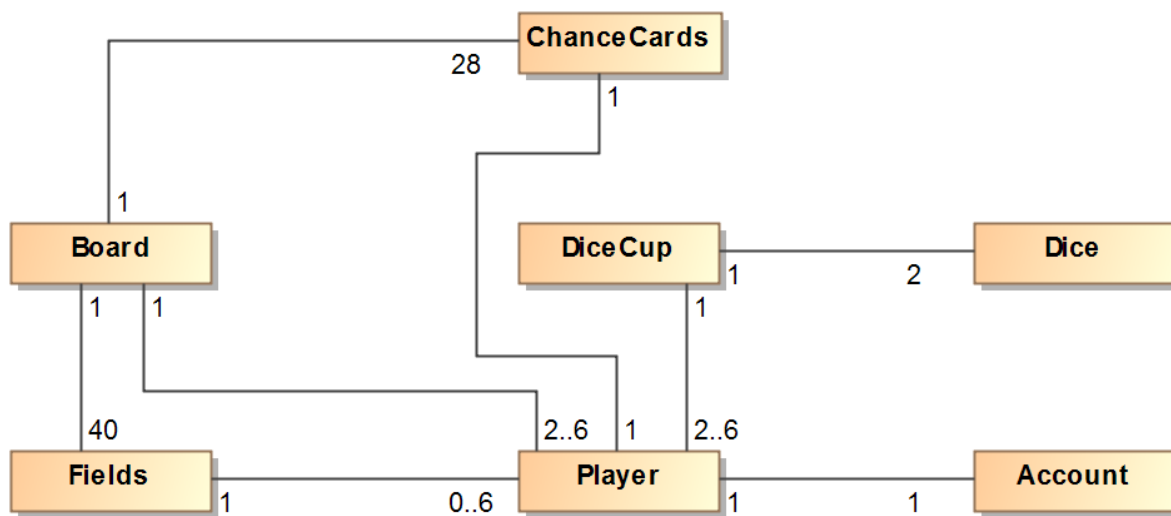 ChanceCards
28
1
1
Board
DiceCup
Dice
1
1
1
2
1
40
2..6
1
2..6
Fields
Player
Account
1
0..6
1
1